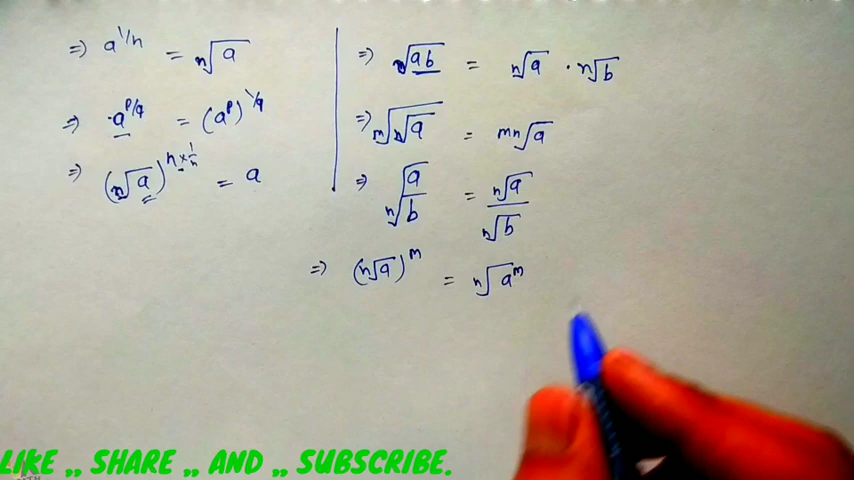 ⇒ a^{1/n} = ⁿ√a
⇒ a^{p/q} = (a^p)^{1/q}
⇒ (ⁿ√a)^{n×1/n} = a
⇒ ⁿ√(ab) = ⁿ√a · ⁿ√b
⇒ ᵐ√(ⁿ√a) = ᵐⁿ√a
⇒ ⁿ√(a/b) = ⁿ√a / ⁿ√b
⇒ (ⁿ√a)^m = ⁿ√(a^m)
LIKE ,, SHARE ,, AND ,, SUBSCRIBE.